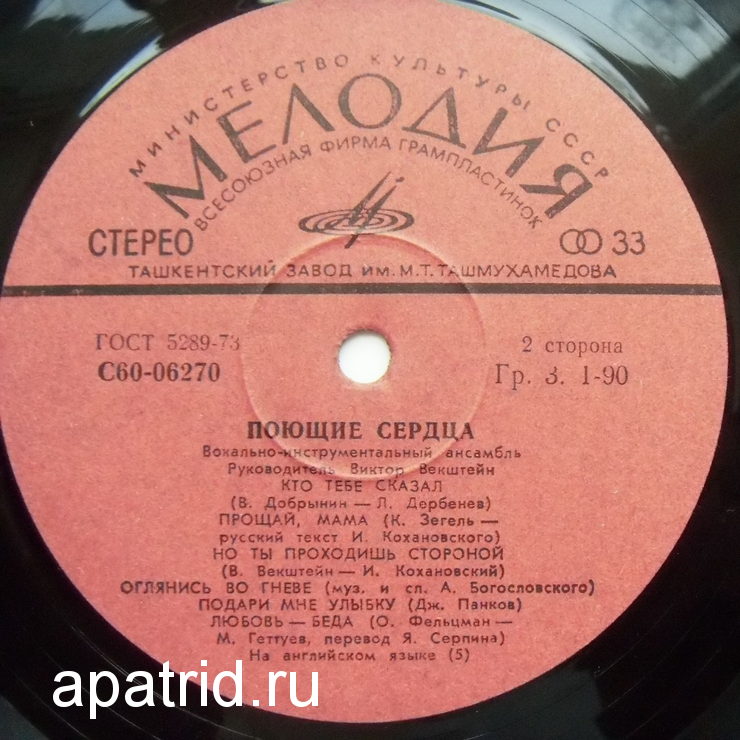 МИНИСТЕРСТВО КУЛЬТУРЫ СССР
МЕЛОДИЯ
ВСЕСОЮЗНАЯ ФИРМА ГРАМПЛАСТИНОК
СТЕРЕО
33
ТАШКЕНТСКИЙ ЗАВОД ИМ. М. Т. ТАШМУХАМЕДОВА
ГОСТ 5289-73
2 сторона
С60-06270
Гр. 3. 1-90
ПОЮЩИЕ СЕРДЦА
Вокально-инструментальный ансамбль
Руководитель Виктор Векштейн
КТО ТЕБЕ СКАЗАЛ
(В. Добрынин — Л. Дербенев)
ПРОЩАЙ, МАМА (К. Зегель —
русский текст И. Кохановского)
НО ТЫ ПРОХОДИШЬ СТОРОНОЙ
(В. Векштейн — И. Кохановский)
ОГЛЯНИСЬ ВО ГНЕВЕ (муз. и сл. А. Богословского)
ПОДАРИ МНЕ УЛЫБКУ (Дж. Панков)
ЛЮБОВЬ — БЕДА (О. Фельцман —
М. Геттуев, перевод Я. Серпина)
На английском языке (5)
apatrid.ru